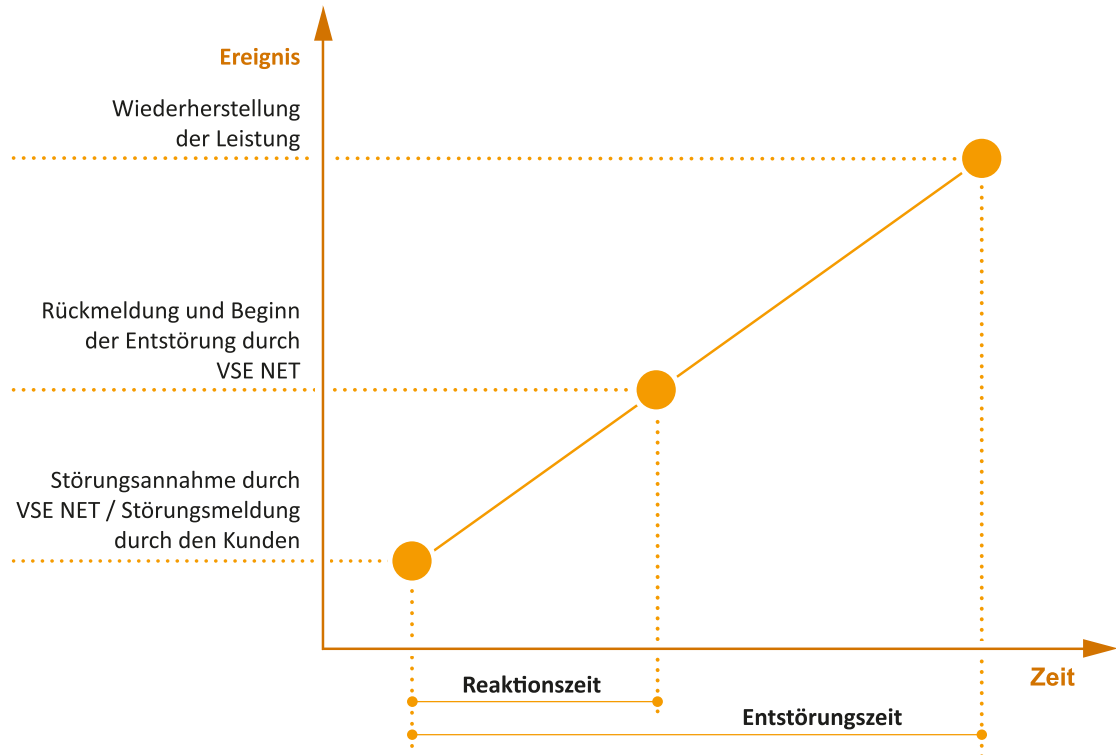 Ereignis
Wiederherstellung
der Leistung
Rückmeldung und Beginn
der Entstörung durch
VSE NET
Störungsannahme durch
VSE NET / Störungsmeldung
durch den Kunden
Zeit
Reaktionszeit
Entstörungszeit